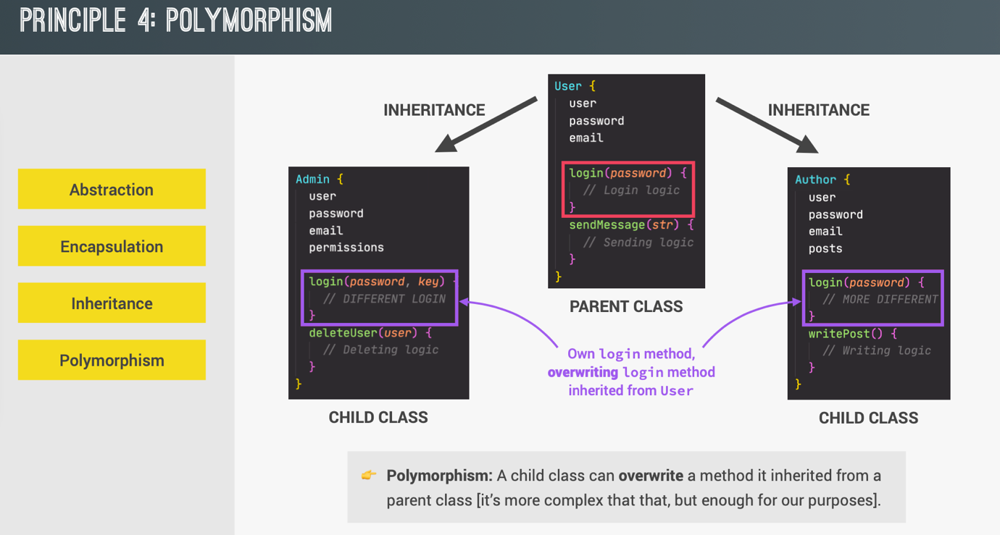 PRINCIPLE 4: POLYMORPHISM
Abstraction
Encapsulation
Inheritance
Polymorphism
INHERITANCE
User {
user
password
email
login(password) {
// Login logic
}
sendMessage(str) {
// Sending logic
}
}
PARENT CLASS
INHERITANCE
Admin {
user
password
email
permissions
login(password, key) {
// DIFFERENT LOGIN
}
deleteUser(user) {
// Deleting logic
}
}
CHILD CLASS
Own login method,
overwriting login method
inherited from User
Author {
user
password
email
posts
login(password) {
// MORE DIFFERENT
}
writePost() {
// Writing logic
}
}
CHILD CLASS
👉 Polymorphism: A child class can overwrite a method it inherited from a
parent class [it’s more complex that that, but enough for our purposes].